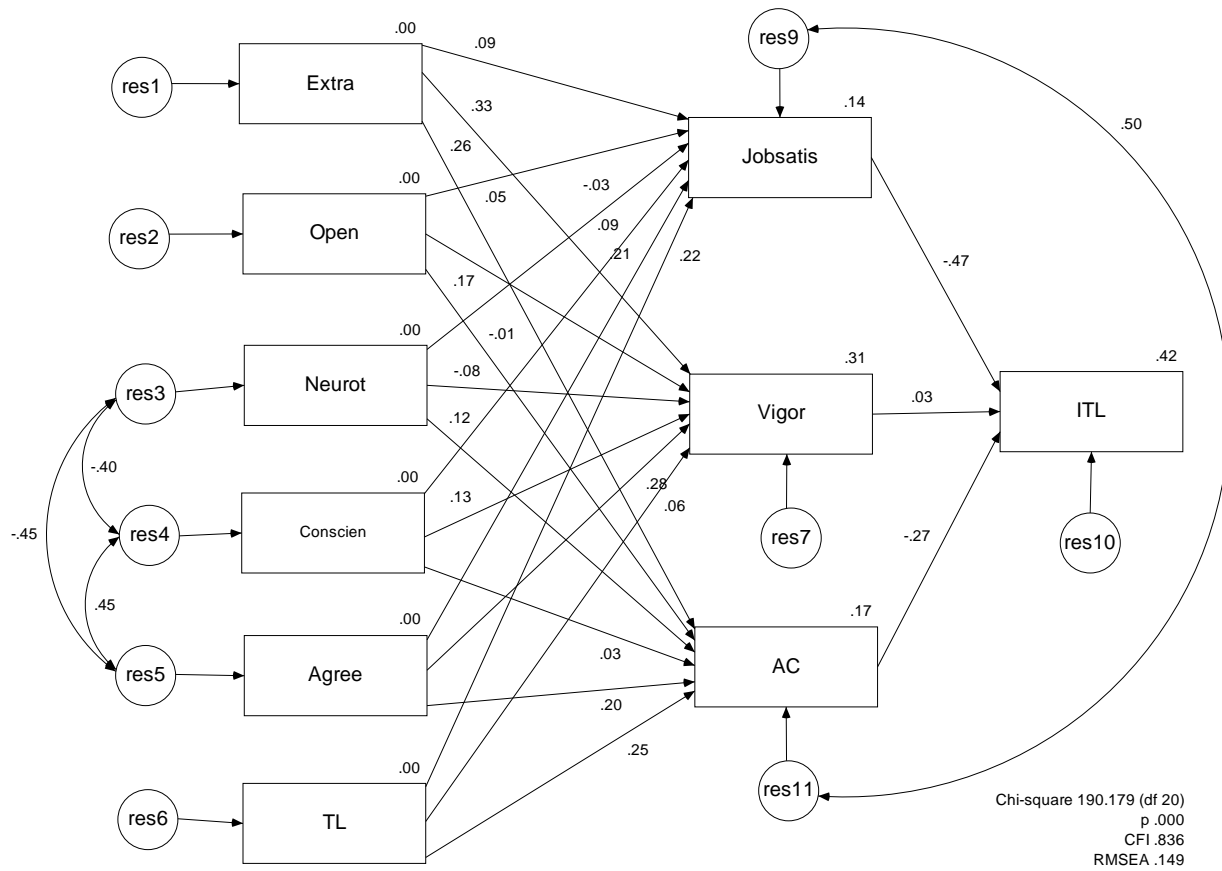 .00
.09
res9
res1
Extra
.33
.14
.50
.26
Jobsatis
.00
.05
-.03
res2
Open
.09
.21
.22
-.47
.17
.00
-.01
.31
.42
res3
Neurot
-.08
Vigor
.03
ITL
.12
-.40
.00
.28
.13
.06
-.45
res4
Conscien
res7
-.27
res10
.45
.00
.17
.03
res5
Agree
AC
.20
.25
.00
res11
res6
TL
Chi-square 190.179 (df 20)
p .000
CFI .836
RMSEA .149